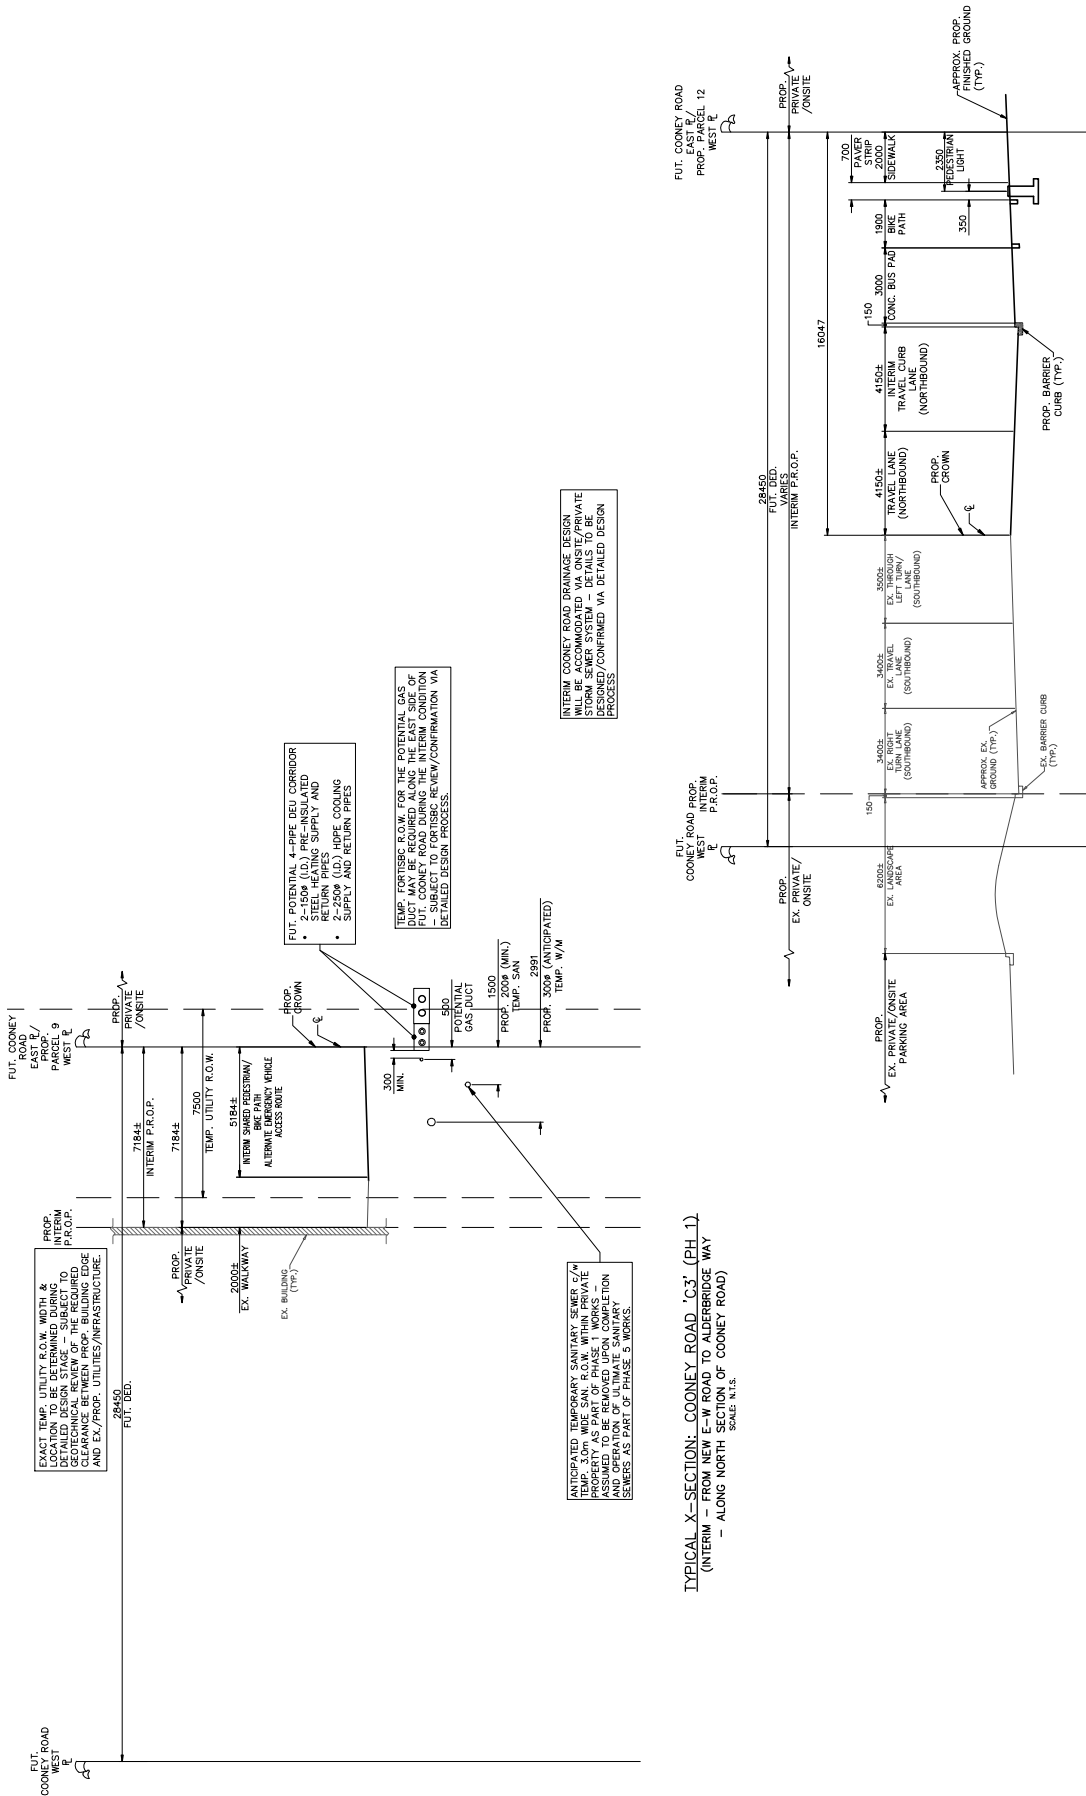 FUT.
COONEY ROAD
WEST
PL
28450
FUT. DED.
EXACT TEMP. UTILITY R.O.W. WIDTH &
LOCATION TO BE DETERMINED DURING
DETAILED DESIGN STAGE – SUBJECT TO
GEOTECHNICAL REVIEW OF THE REQUIRED
CLEARANCE BETWEEN PROP. BUILDING EDGE
AND EX./PROP. UTILITIES/INFRASTRUCTURE.
PROP.
INTERIM
P.R.O.P.
FUT. COONEY
ROAD
EAST PL/
PROP.
PARCEL 9
WEST PL
PROP.
PRIVATE
/ONSITE
7184±
INTERIM P.R.O.P.
7184±
7500
TEMP. UTILITY R.O.W.
PROP.
PRIVATE
/ONSITE
2000±
EX. WALKWAY
5184±
INTERIM SHARED PEDESTRIAN/
BIKE PATH
ALTERNATE EMERGENCY VEHICLE
ACCESS ROUTE
PROP.
CROWN
CL
EX. BUILDING
(TYP.)
FUT. POTENTIAL 4–PIPE DEU CORRIDOR
• 2–150ø (I.D.) PRE–INSULATED
STEEL HEATING SUPPLY AND
RETURN PIPES
• 2–250ø (I.D.) HDPE COOLING
SUPPLY AND RETURN PIPES
300
MIN.
500
POTENTIAL
GAS DUCT
1500
PROP. 200ø (MIN.)
TEMP. SAN
2991
PROP. 300ø (ANTICIPATED)
TEMP. W/M
TEMP. FORTISBC R.O.W. FOR THE POTENTIAL GAS
DUCT MAY BE REQUIRED ALONG THE EAST SIDE OF
FUT. COONEY ROAD DURING THE INTERIM CONDITION
– SUBJECT TO FORTISBC REVIEW/CONFIRMATION VIA
DETAILED DESIGN PROCESS.
ANTICIPATED TEMPORARY SANITARY SEWER c/w
TEMP. 3.0m WIDE SAN. R.O.W. WITHIN PRIVATE
PROPERTY AS PART OF PHASE 1 WORKS –
ASSUMED TO BE REMOVED UPON COMPLETION
AND OPERATION OF ULTIMATE SANITARY
SEWERS AS PART OF PHASE 5 WORKS.
INTERIM COONEY ROAD DRAINAGE DESIGN
WILL BE ACCOMMODATED VIA ONSITE/PRIVATE
STORM SEWER SYSTEM – DETAILS TO BE
DESIGNED/CONFIRMED VIA DETAILED DESIGN
PROCESS
TYPICAL X–SECTION: COONEY ROAD 'C3' (PH 1)
(INTERIM – FROM NEW E–W ROAD TO ALDERBRIDGE WAY
– ALONG NORTH SECTION OF COONEY ROAD)
SCALE: N.T.S.
FUT.
COONEY ROAD
WEST
PL
PROP.
INTERIM
P.R.O.P.
FUT. COONEY ROAD
EAST PL/
PROP. PARCEL 12
WEST PL
28450
FUT. DED.
VARIES
INTERIM P.R.O.P.
PROP.
PRIVATE
/ONSITE
PROP.
EX. PRIVATE/
ONSITE
16047
PROP.
EX. PRIVATE/ONSITE
PARKING AREA
6200±
EX. LANDSCAPE
AREA
150
3400±
EX. RIGHT
TURN LANE
(SOUTHBOUND)
3400±
EX. TRAVEL
LANE
(SOUTHBOUND)
3500±
EX. THROUGH
LEFT TURN/
LANE
(SOUTHBOUND)
4150±
TRAVEL LANE
(NORTHBOUND)
4150±
INTERIM
TRAVEL CURB
LANE
(NORTHBOUND)
150
3000
CONC. BUS PAD
1900
BIKE
PATH
700
PAVER
STRIP
2000
SIDEWALK
2350
PEDESTRIAN
LIGHT
350
PROP.
CROWN
CL
APPROX. EX.
GROUND (TYP.)
EX. BARRIER CURB
(TYP.)
PROP. BARRIER
CURB (TYP.)
APPROX. PROP.
FINISHED GROUND
(TYP.)